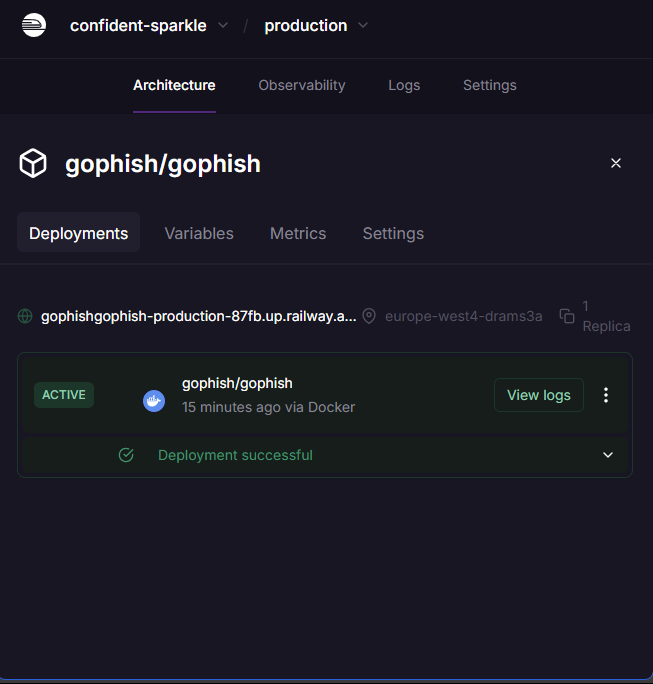 confident-sparkle / production
Architecture Observability Logs Settings
gophish/gophish
Deployments Variables Metrics Settings
gophishgophish-production-87fb.up.railway.a... europe-west4-drams3a 1 Replica
ACTIVE
gophish/gophish
15 minutes ago via Docker
View logs
Deployment successful